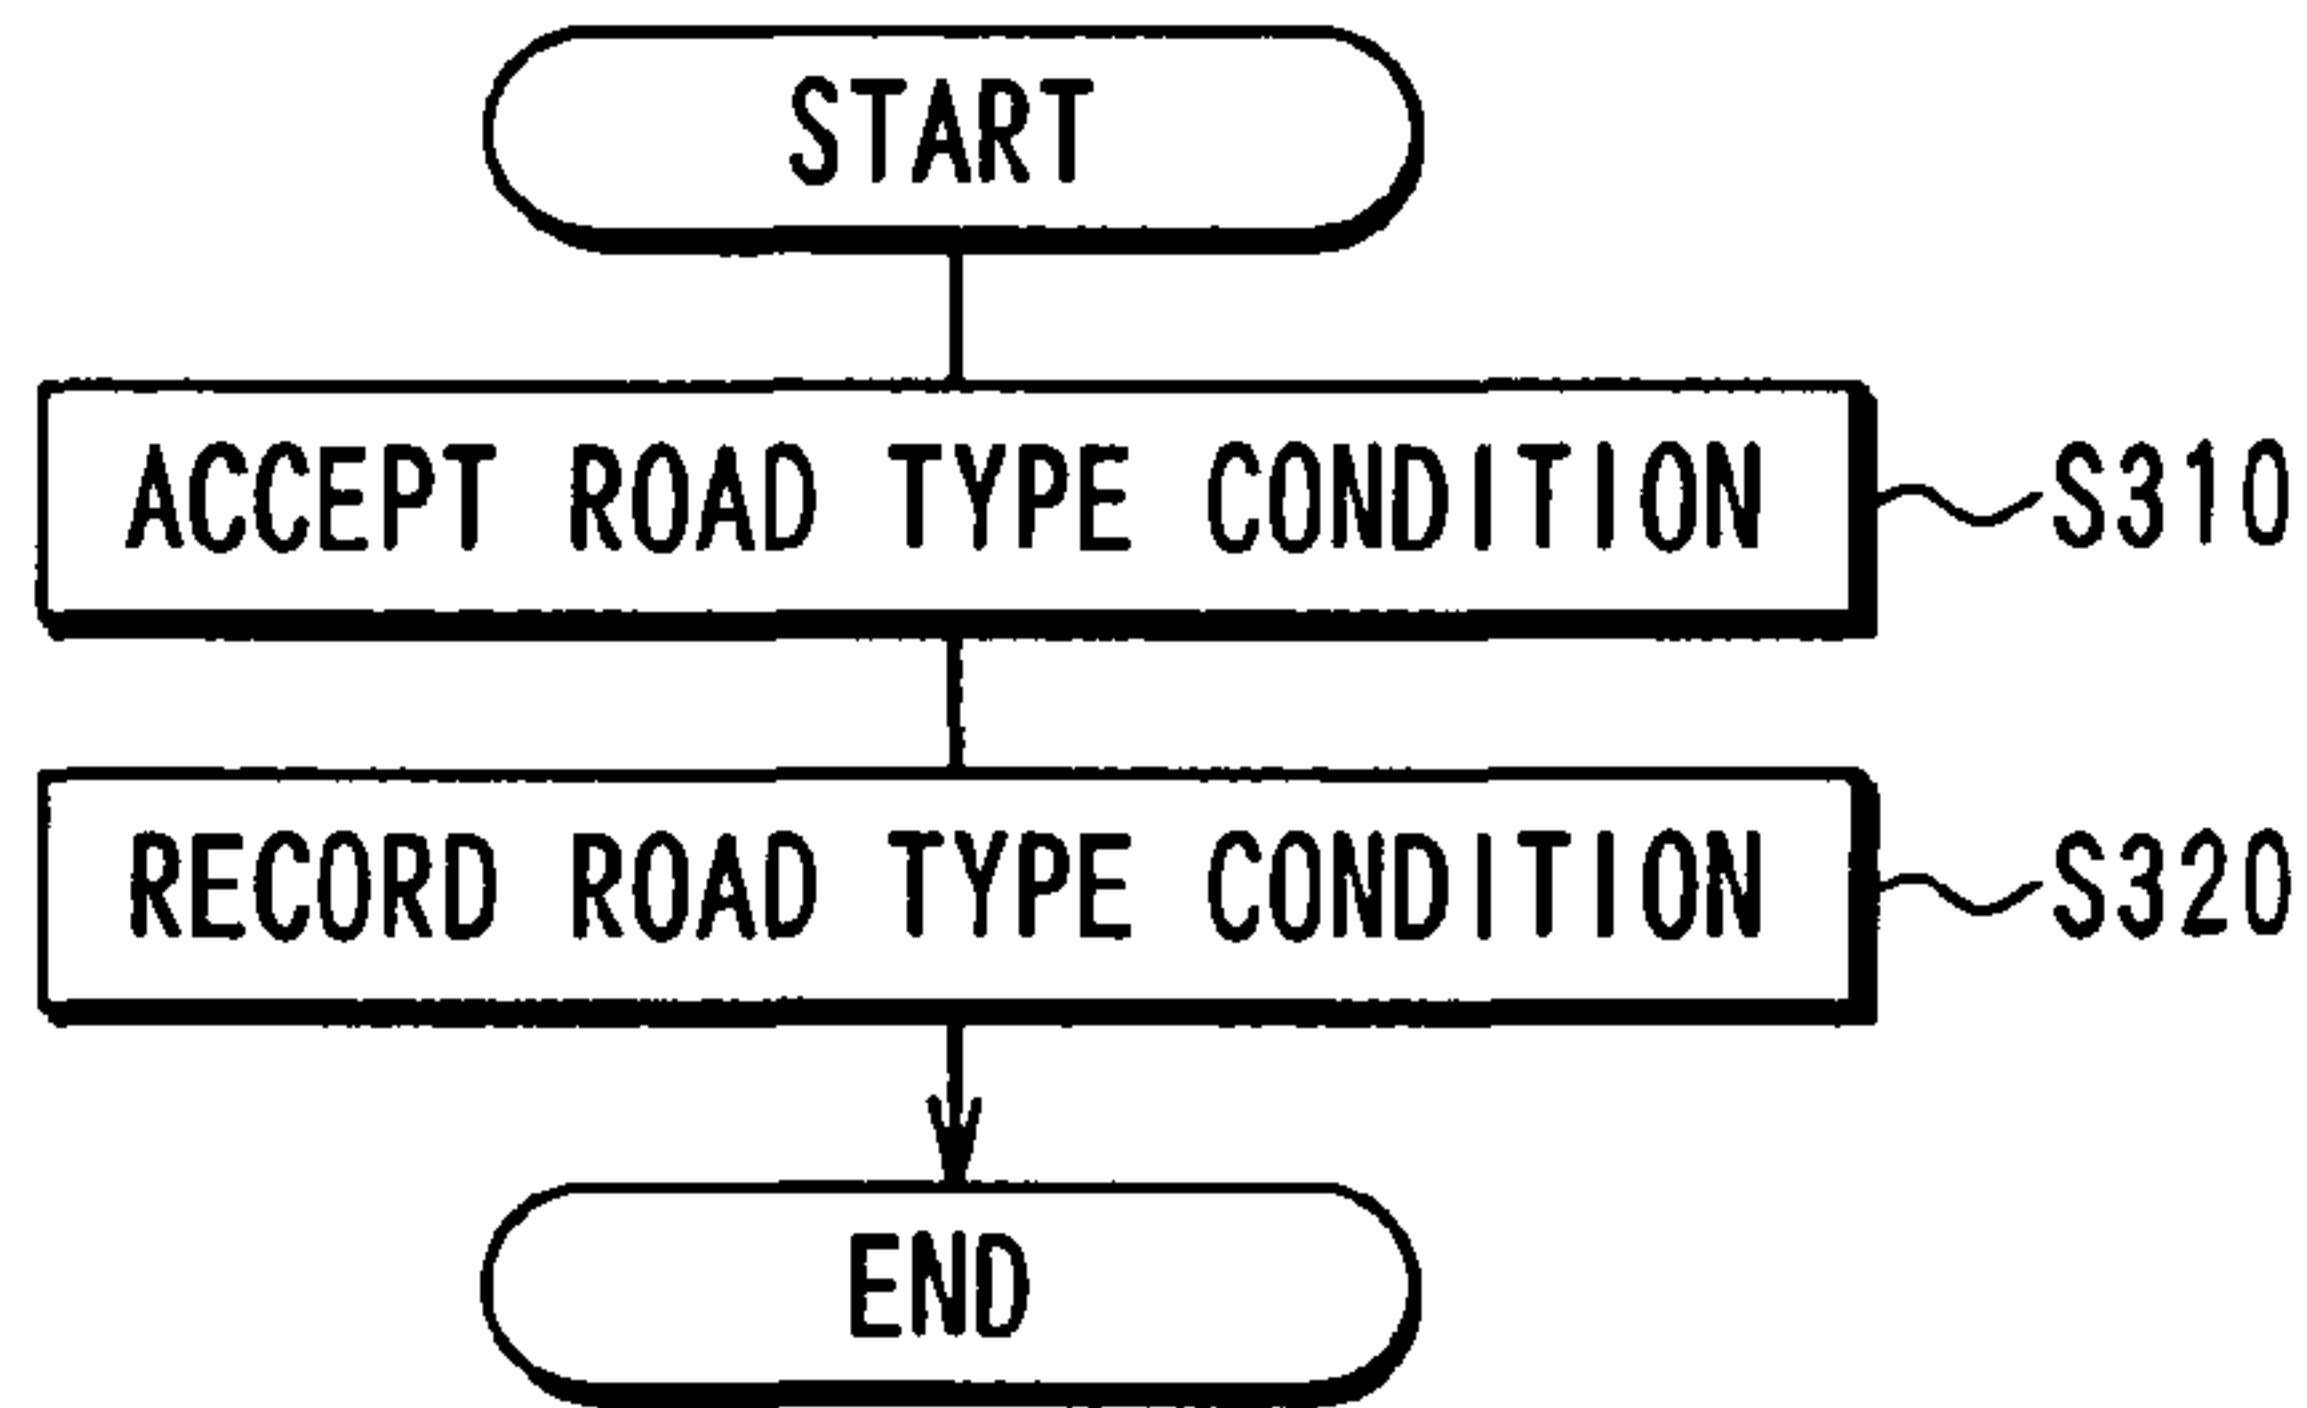 START
ACCEPT ROAD TYPE CONDITION
S310
RECORD ROAD TYPE CONDITION
S320
END